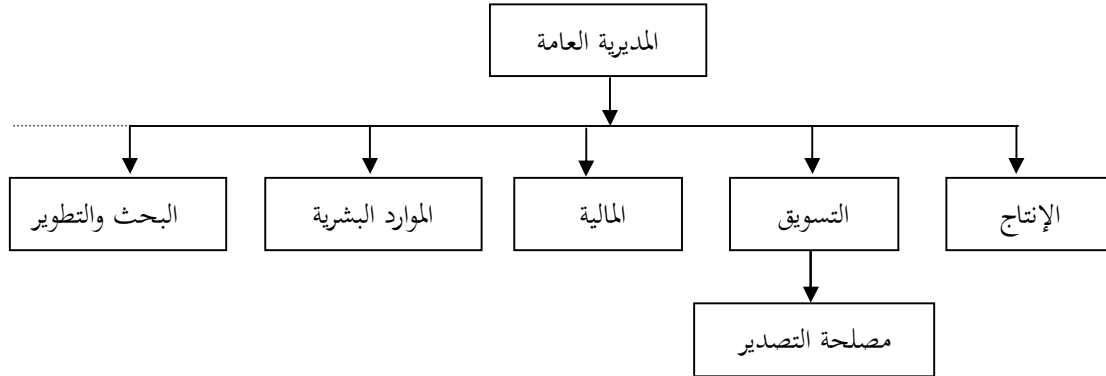 المديرية العامة
الإنتاج
التسويق
المالية
الموارد البشرية
البحث والتطوير
مصلحة التصدير